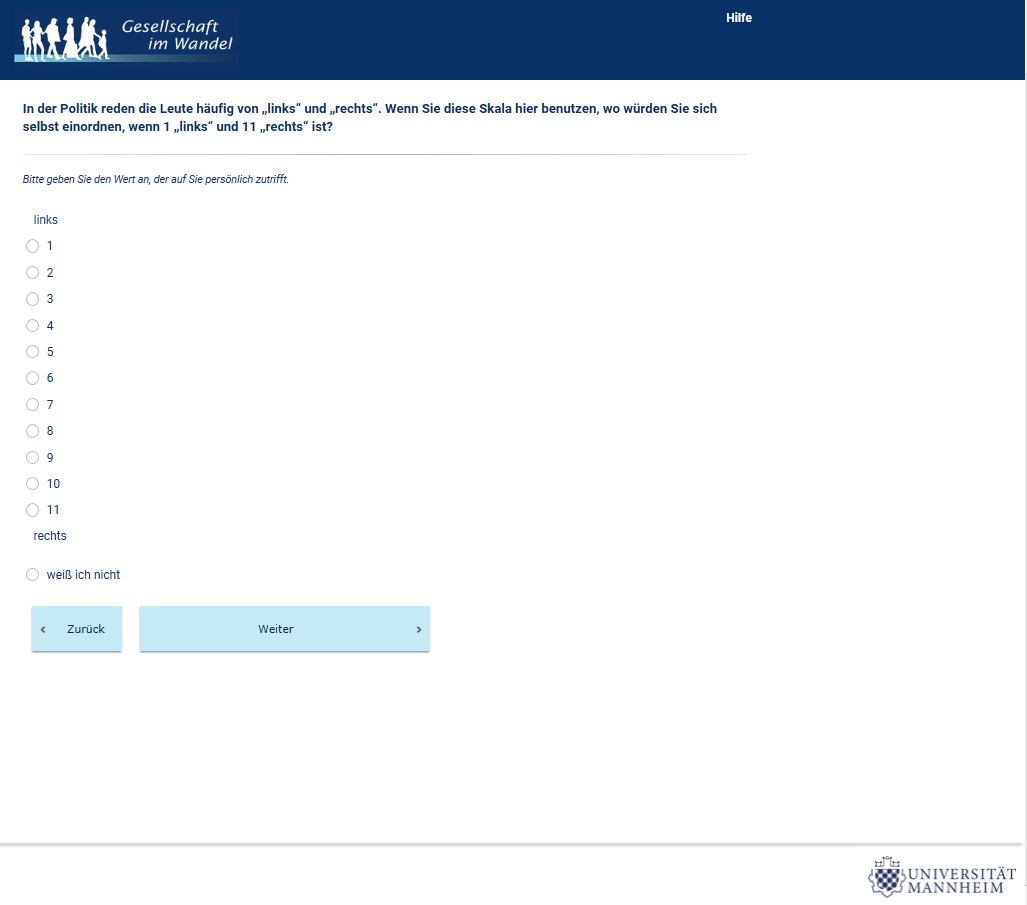 Gesellschaft
im Wandel
Hilfe
In der Politik reden die Leute häufig von „links“ und „rechts“. Wenn Sie diese Skala hier benutzen, wo würden Sie sich
selbst einordnen, wenn 1 „links“ und 11 „rechts“ ist?
Bitte geben Sie den Wert an, der auf Sie persönlich zutrifft.
links
1
2
3
4
5
6
7
8
9
10
11
rechts
weiß ich nicht
‹ Zurück
Weiter ›
UNIVERSITÄT
MANNHEIM